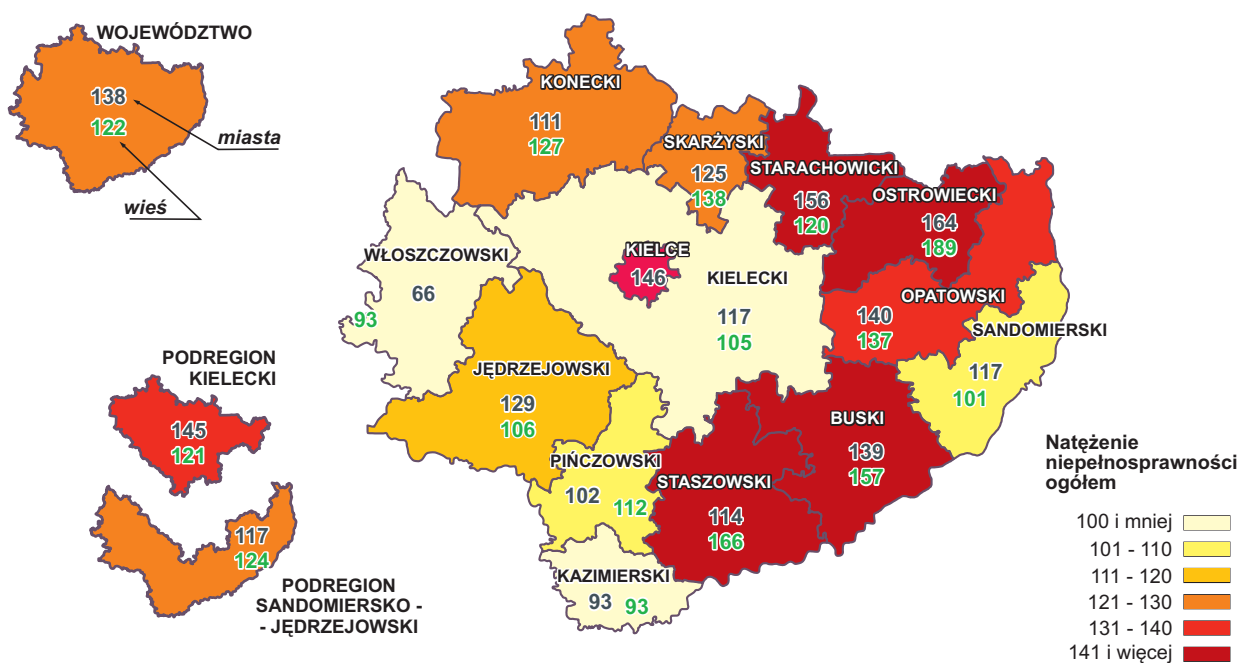 WOJEWÓDZTWO
138
122
miasta
wieś
KONECKI
111
127
SKARŻYSKI
125
138
STARACHOWICKI
156
120
OSTROWIECKI
164
189
WŁOSZCZOWSKI
66
93
KIELCE
146
KIELECKI
117
105
OPATOWSKI
140
137
SANDOMIERSKI
117
101
JĘDRZEJOWSKI
129
106
PIŃCZOWSKI
102
112
BUSKI
139
157
STASZOWSKI
114
166
KAZIMIERSKI
93 93
PODREGION
KIELECKI
145
121
117
124
PODREGION
SANDOMIERSKO -
- JĘDRZEJOWSKI
Natężenie
niepełnosprawności
ogółem
100 i mniej
101 - 110
111 - 120
121 - 130
131 - 140
141 i więcej